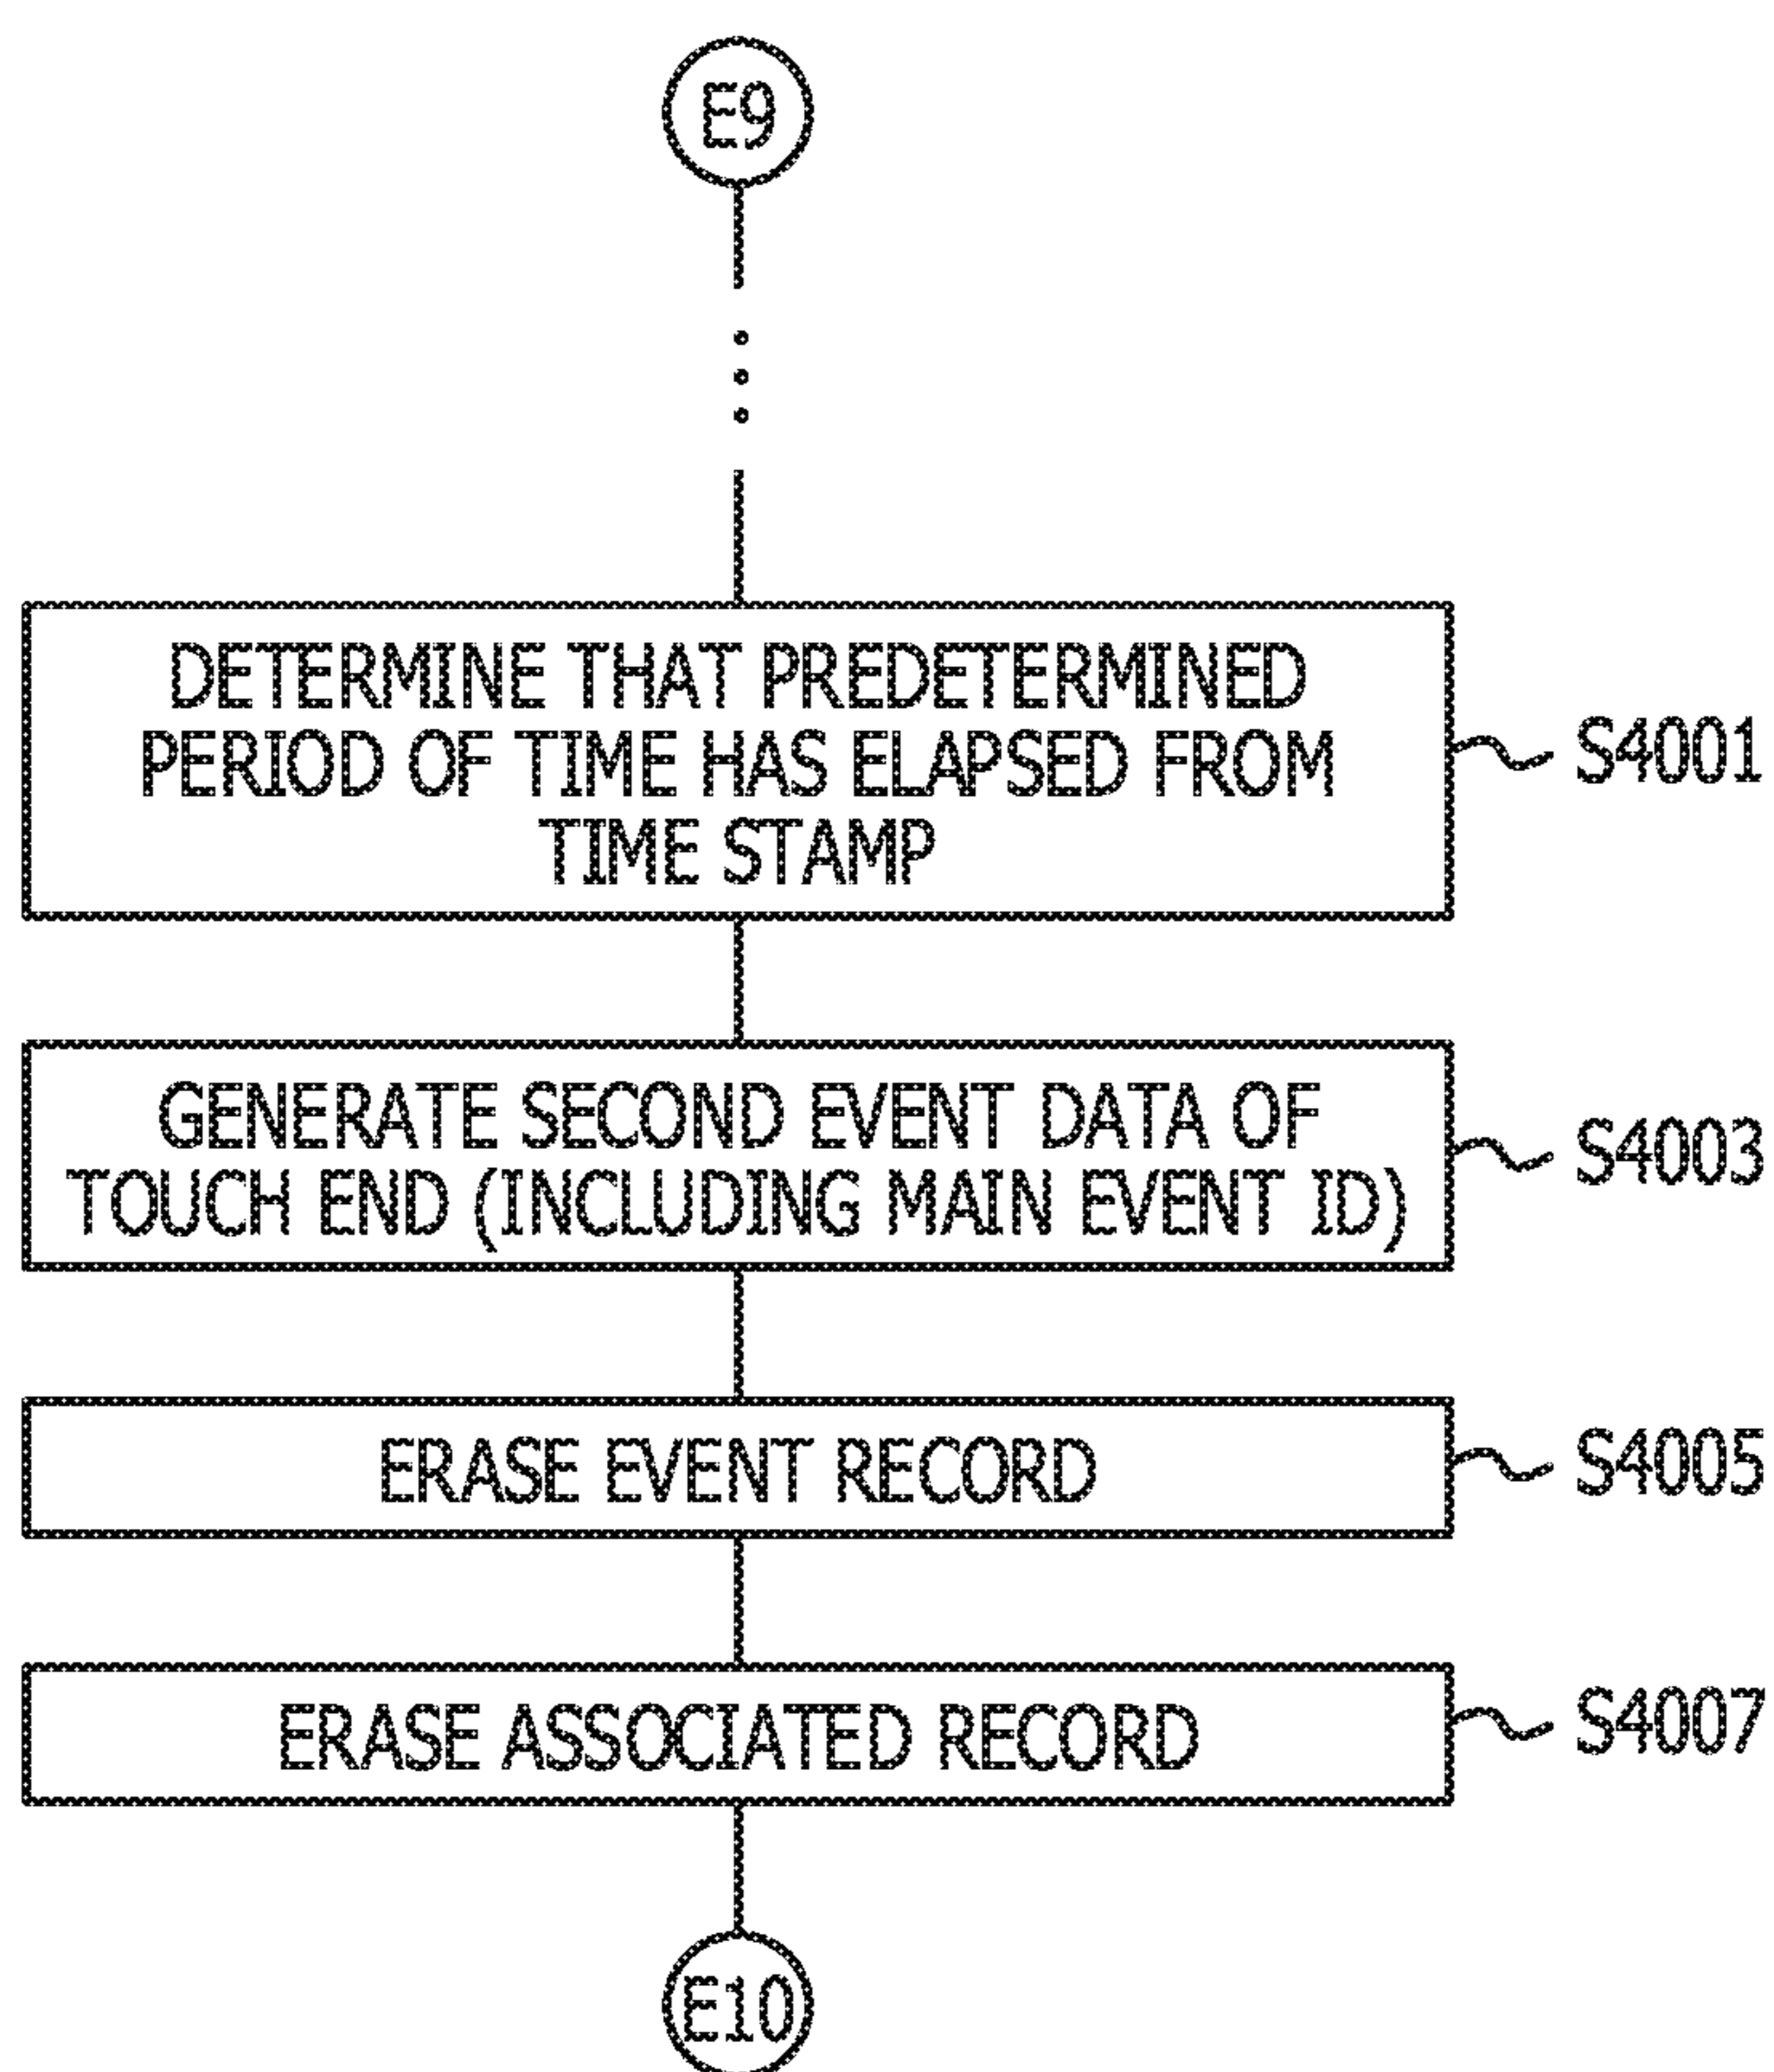 E9
DETERMINE THAT PREDETERMINED
PERIOD OF TIME HAS ELAPSED FROM
TIME STAMP
S4001
GENERATE SECOND EVENT DATA OF
TOUCH END (INCLUDING MAIN EVENT ID)
S4003
ERASE EVENT RECORD
S4005
ERASE ASSOCIATED RECORD
S4007
E10